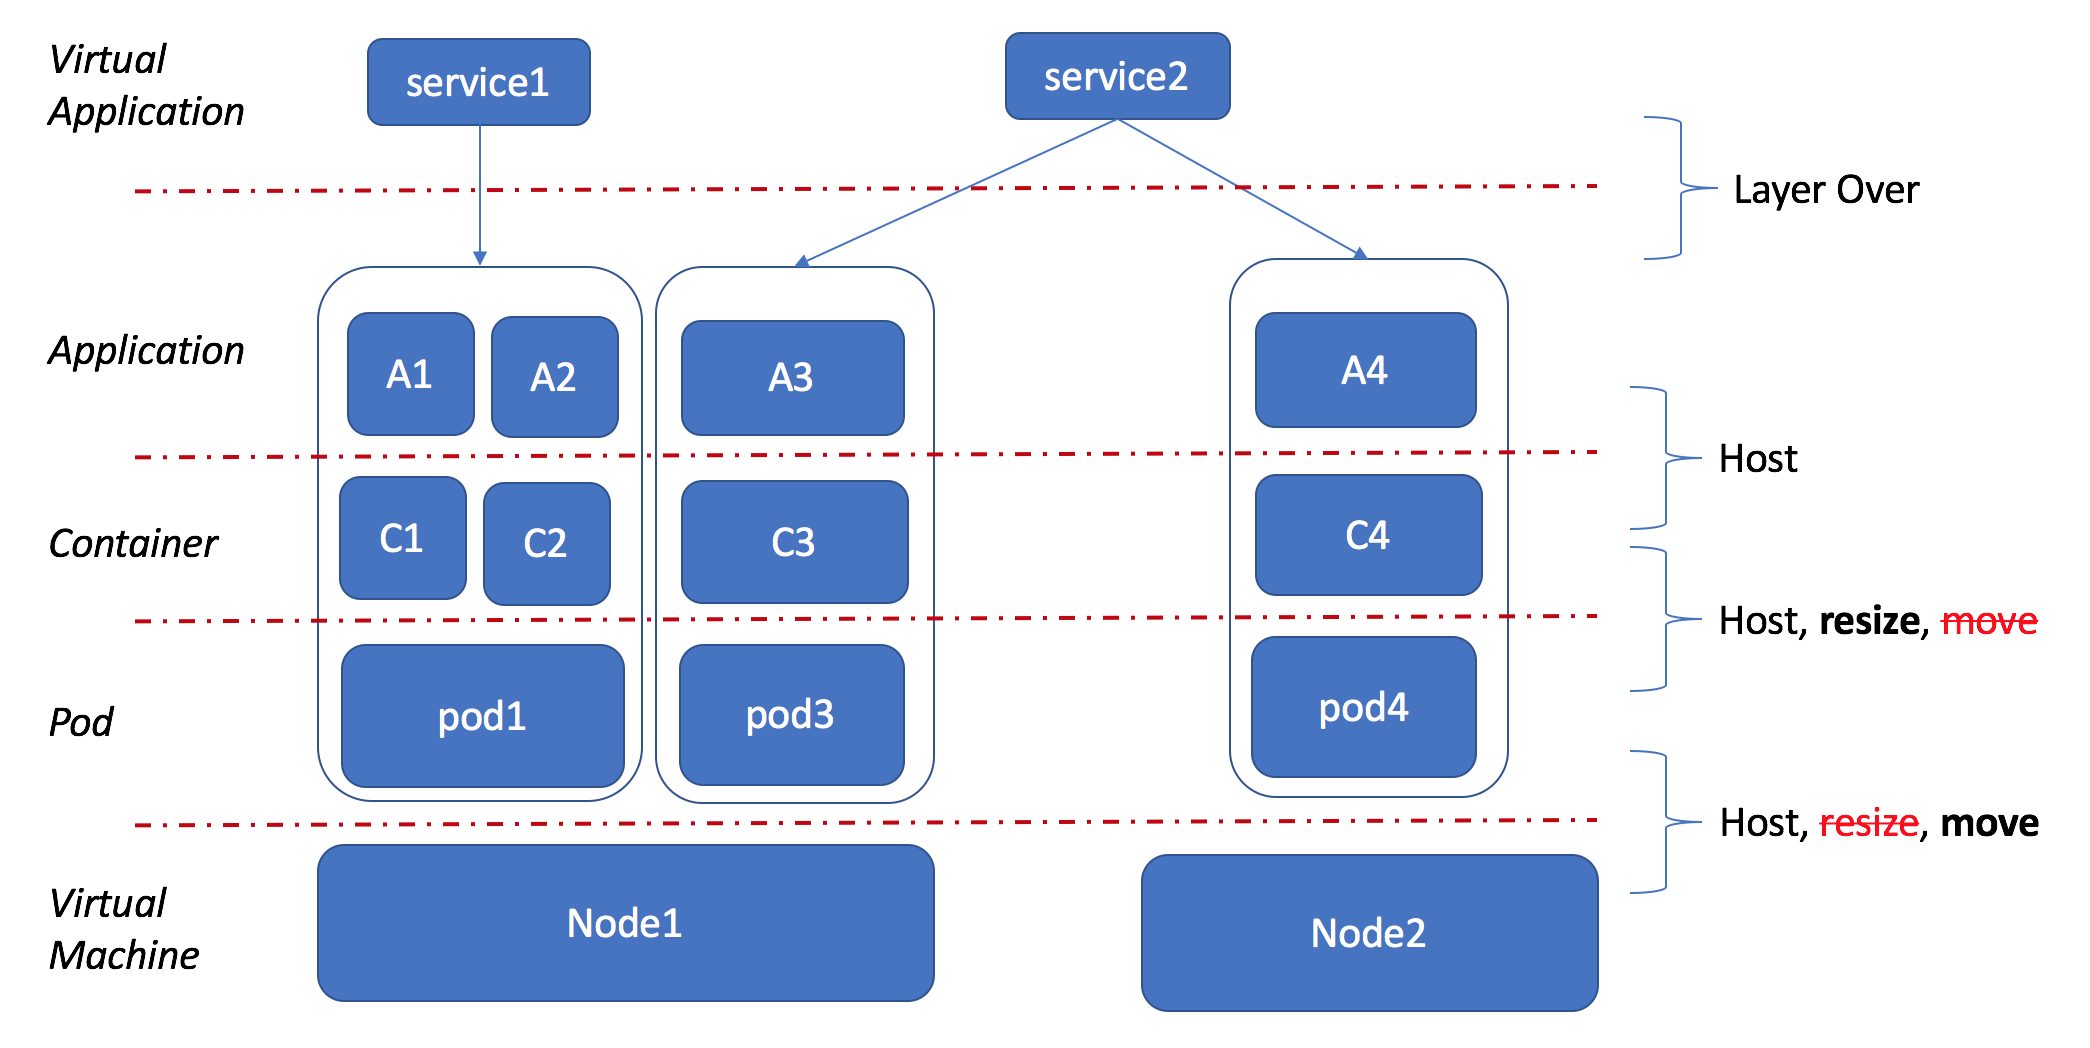 Virtual
Application
service1
service2
Layer Over
Application
A1
A2
A3
A4
Host
Container
C1
C2
C3
C4
Host, resize, move
Pod
pod1
pod3
pod4
Host, resize, move
Virtual
Machine
Node1
Node2